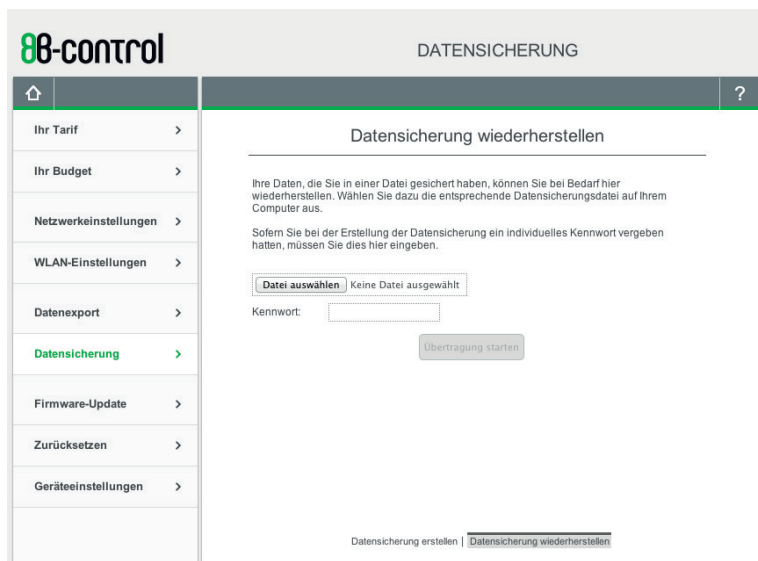 BB-control
DATENSICHERUNG
?
Ihr Tarif
Ihr Budget
Netzwerkeinstellungen
WLAN-Einstellungen
Datenexport
Datensicherung
Firmware-Update
Zurücksetzen
Geräteeinstellungen
Datensicherung wiederherstellen
Ihre Daten, die Sie in einer Datei gesichert haben, können Sie bei Bedarf hier
wiederherstellen. Wählen Sie dazu die entsprechende Datensicherungsdatei auf Ihrem
Computer aus.
Sofern Sie bei der Erstellung der Datensicherung ein individuelles Kennwort vergeben
hatten, müssen Sie dies hier eingeben.
Datei auswählen Keine Datei ausgewählt
Kennwort:
Übertragung starten
Datensicherung erstellen | Datensicherung wiederherstellen